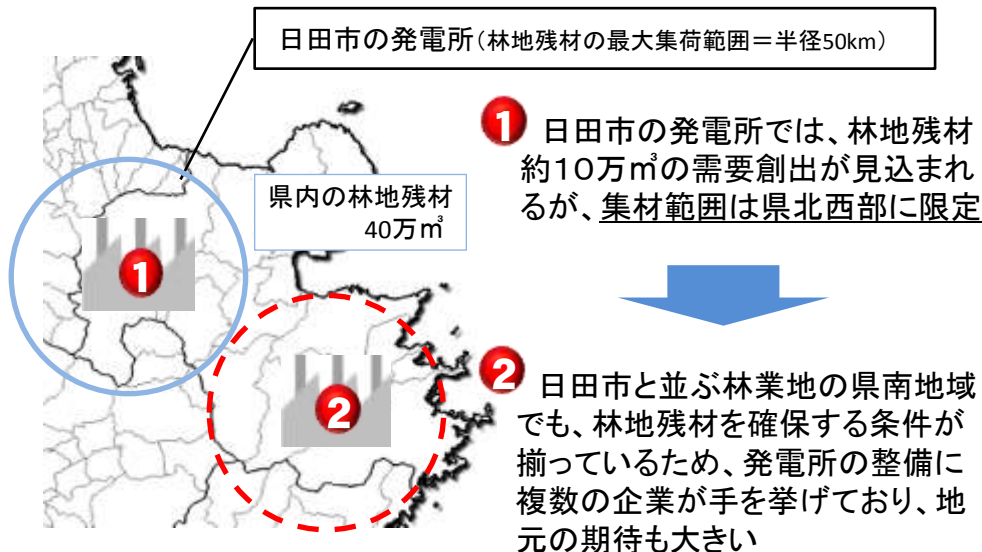 日田市の発電所（林地残材の最大集荷範囲＝半径50km）
県内の林地残材
40万㎥
1
2
1 日田市の発電所では、林地残材
約１０万㎥の需要創出が見込まれ
るが、集材範囲は県北西部に限定
2 日田市と並ぶ林業地の県南地域
でも、林地残材を確保する条件が
揃っているため、発電所の整備に
複数の企業が手を挙げており、地
元の期待も大きい